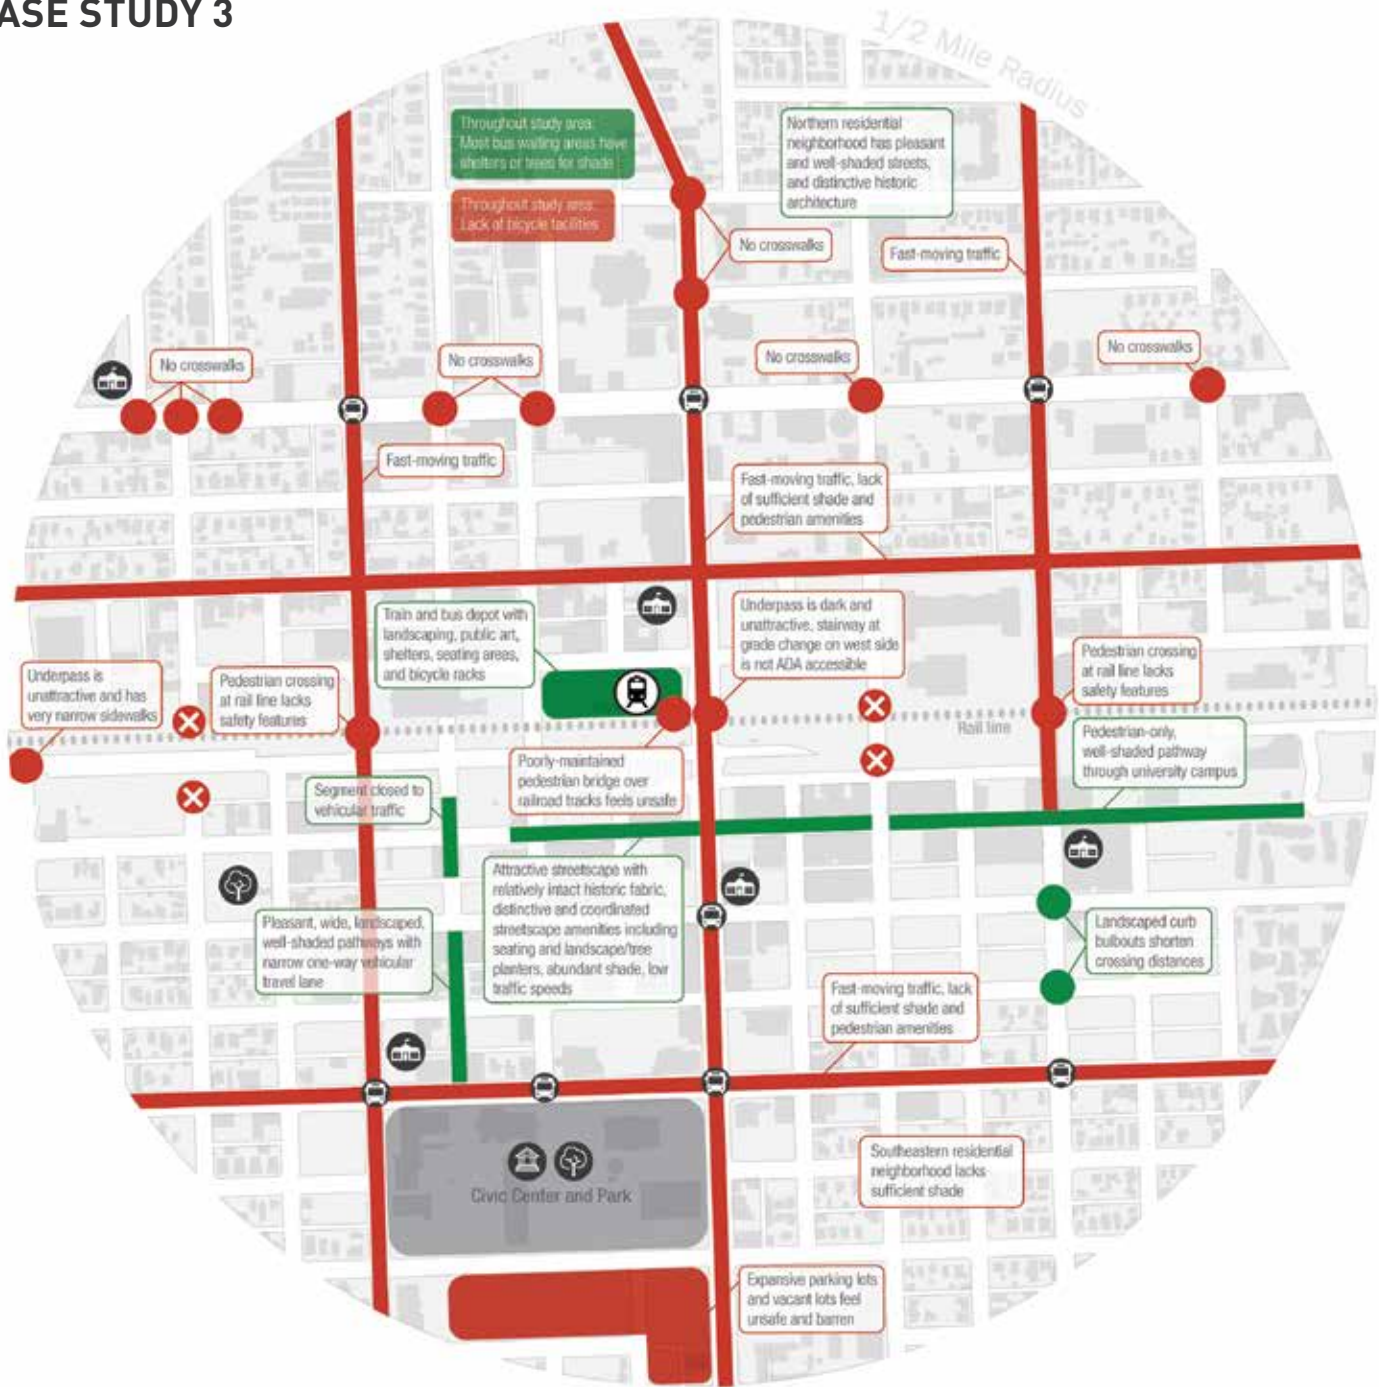 ASE STUDY 3
1/2 Mile Radius
Throughout study area:
Most bus waiting areas have
shelters or trees for shade
Throughout study area:
Lack of bicycle facilities
Northern residential
neighborhood has pleasant
and well-shaded streets,
and distinctive historic
architecture
No crosswalks
Fast-moving traffic
No crosswalks
No crosswalks
No crosswalks
No crosswalks
Fast-moving traffic
Fast-moving traffic, lack
of sufficient shade and
pedestrian amenities
Train and bus depot with
landscaping, public art,
shelters, seating areas,
and bicycle racks
Underpass is dark and
unattractive, stairway at
grade change on west side
is not ADA accessible
Underpass is
unattractive and has
very narrow sidewalks
Pedestrian crossing
at rail line lacks
safety features
Pedestrian crossing
at rail line lacks
safety features
Rail line
Pedestrian-only,
well-shaded pathway
through university campus
Poorly-maintained
pedestrian bridge over
railroad tracks feels unsafe
Segment closed to
vehicular traffic
Attractive streetscape with
relatively intact historic fabric,
distinctive and coordinated
streetscape amenities including
seating and landscape/tree
planters, abundant shade, low
traffic speeds
Pleasant, wide, landscaped,
well-shaded pathways with
narrow one-way vehicular
travel lane
Landscaped curb
bulbouts shorten
crossing distances
Fast-moving traffic, lack
of sufficient shade and
pedestrian amenities
Southeastern residential
neighborhood lacks
sufficient shade
Civic Center and Park
Expansive parking lots
and vacant lots feel
unsafe and barren